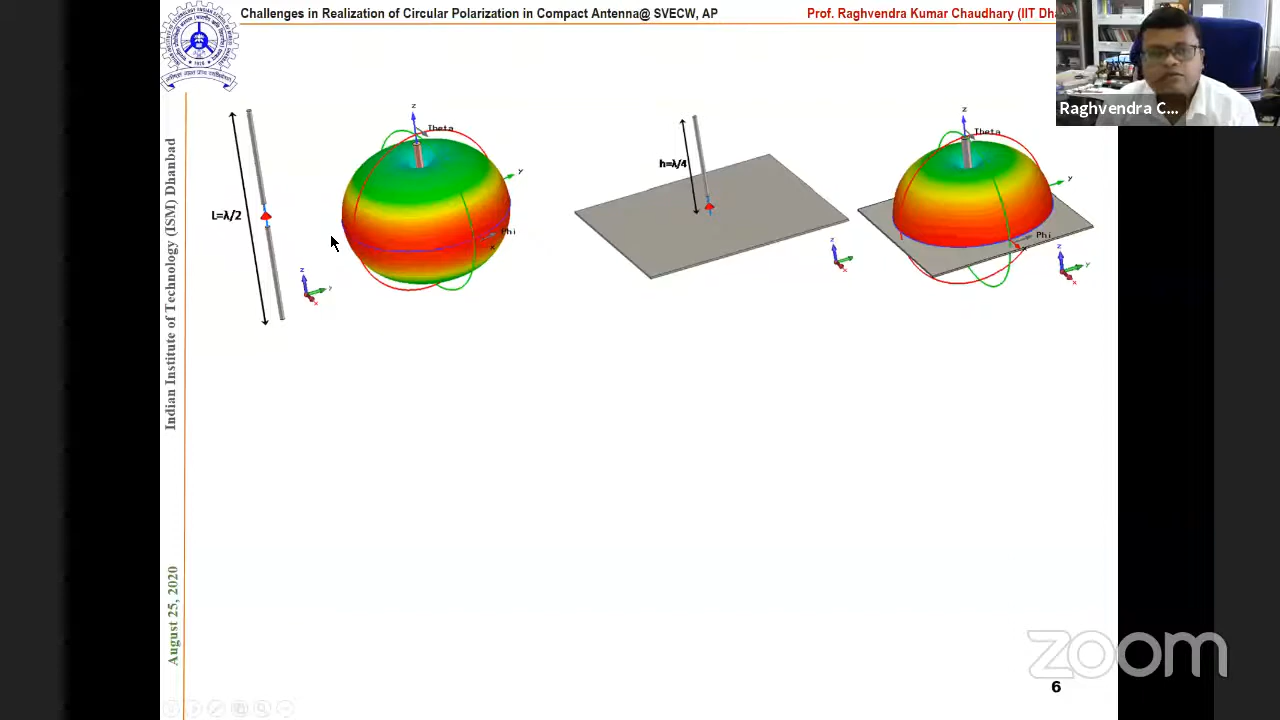 Challenges in Realization of Circular Polarization in Compact Antenna@ SVECW, AP
Prof. Raghvendra Kumar Chaudhary (IIT Dha
Raghvendra C...
Indian Institute of Technology (ISM) Dhanbad
August 25, 2020
L=λ/2
z
Theta
y
Phi
x
z
y
x
h=λ/4
z
y
x
z
Theta
y
Phi
x
z
y
x
zoom
6